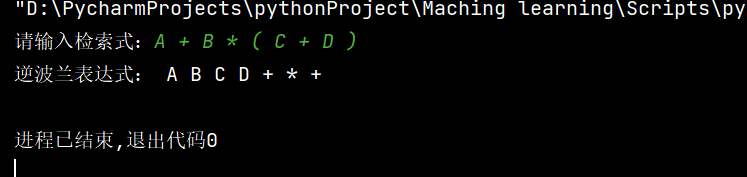 "D:\PycharmProjects\pythonProject\Maching learning\Scripts\py
请输入检索式：A + B * ( C + D )
逆波兰表达式： A B C D + * +
进程已结束,退出代码0